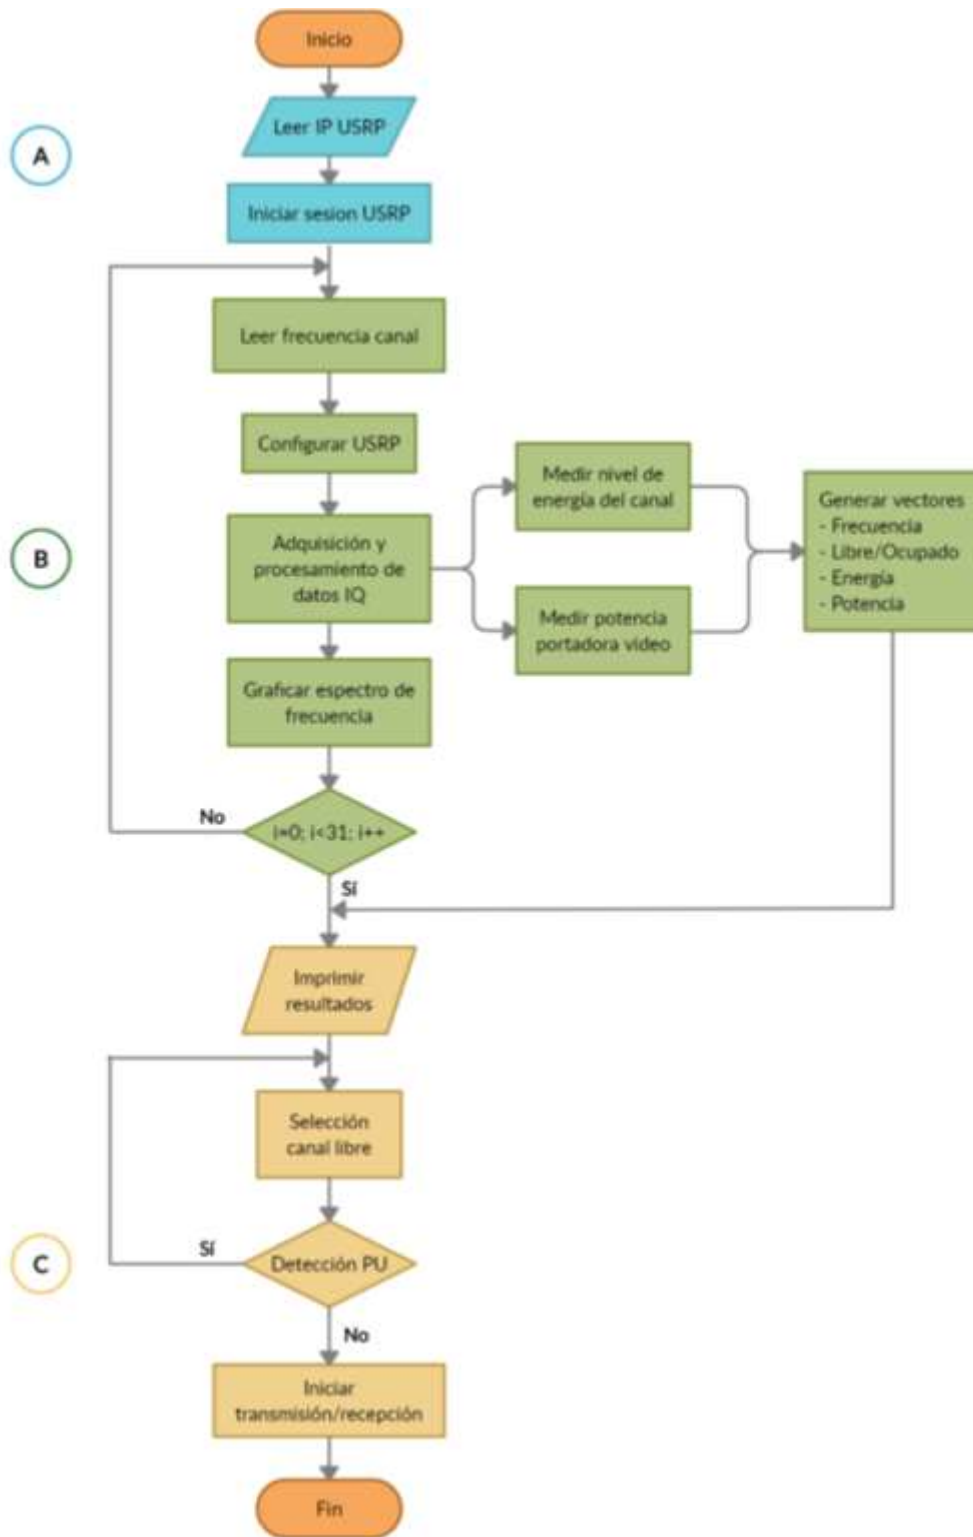 Inicio
A
Leer IP USRP
Iniciar sesion USRP
Leer frecuencia canal
Configurar USRP
Medir nivel de
energía del canal
Generar vectores
- Frecuencia
- Libre/Ocupado
- Energía
- Potencia
B
Adquisición y
procesamiento de
datos IQ
Medir potencia
portadora video
Graficar espectro de
frecuencia
No
i=0; i<31; i++
Sí
Imprimir
resultados
Selección
canal libre
C
Sí
Detección PU
No
Iniciar
transmisión/recepción
Fin